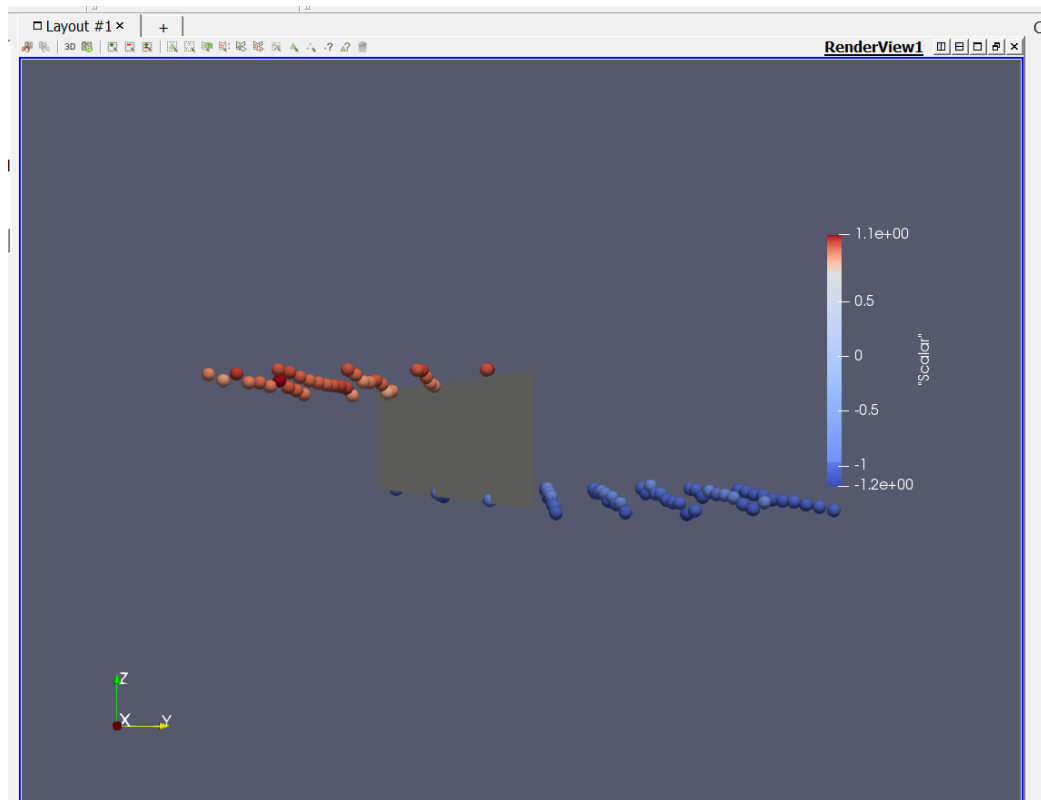 Layout #1
3D
RenderView1
1.1e+00
0.5
0
-0.5
-1
-1.2e+00
"Scalar"
Z
X
Y